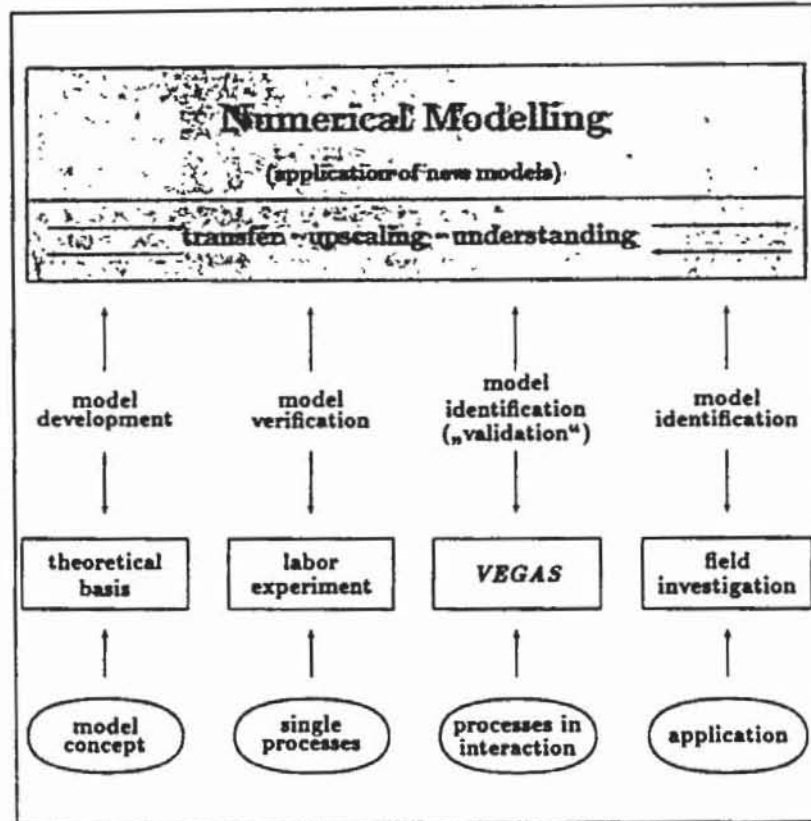 Numerical Modelling
(application of new models)
transfer - upscaling - understanding
model
development
model
verification
model
identification
(„validation“)
model
identification
theoretical
basis
labor
experiment
VEGAS
field
investigation
model
concept
single
processes
processes in
interaction
application